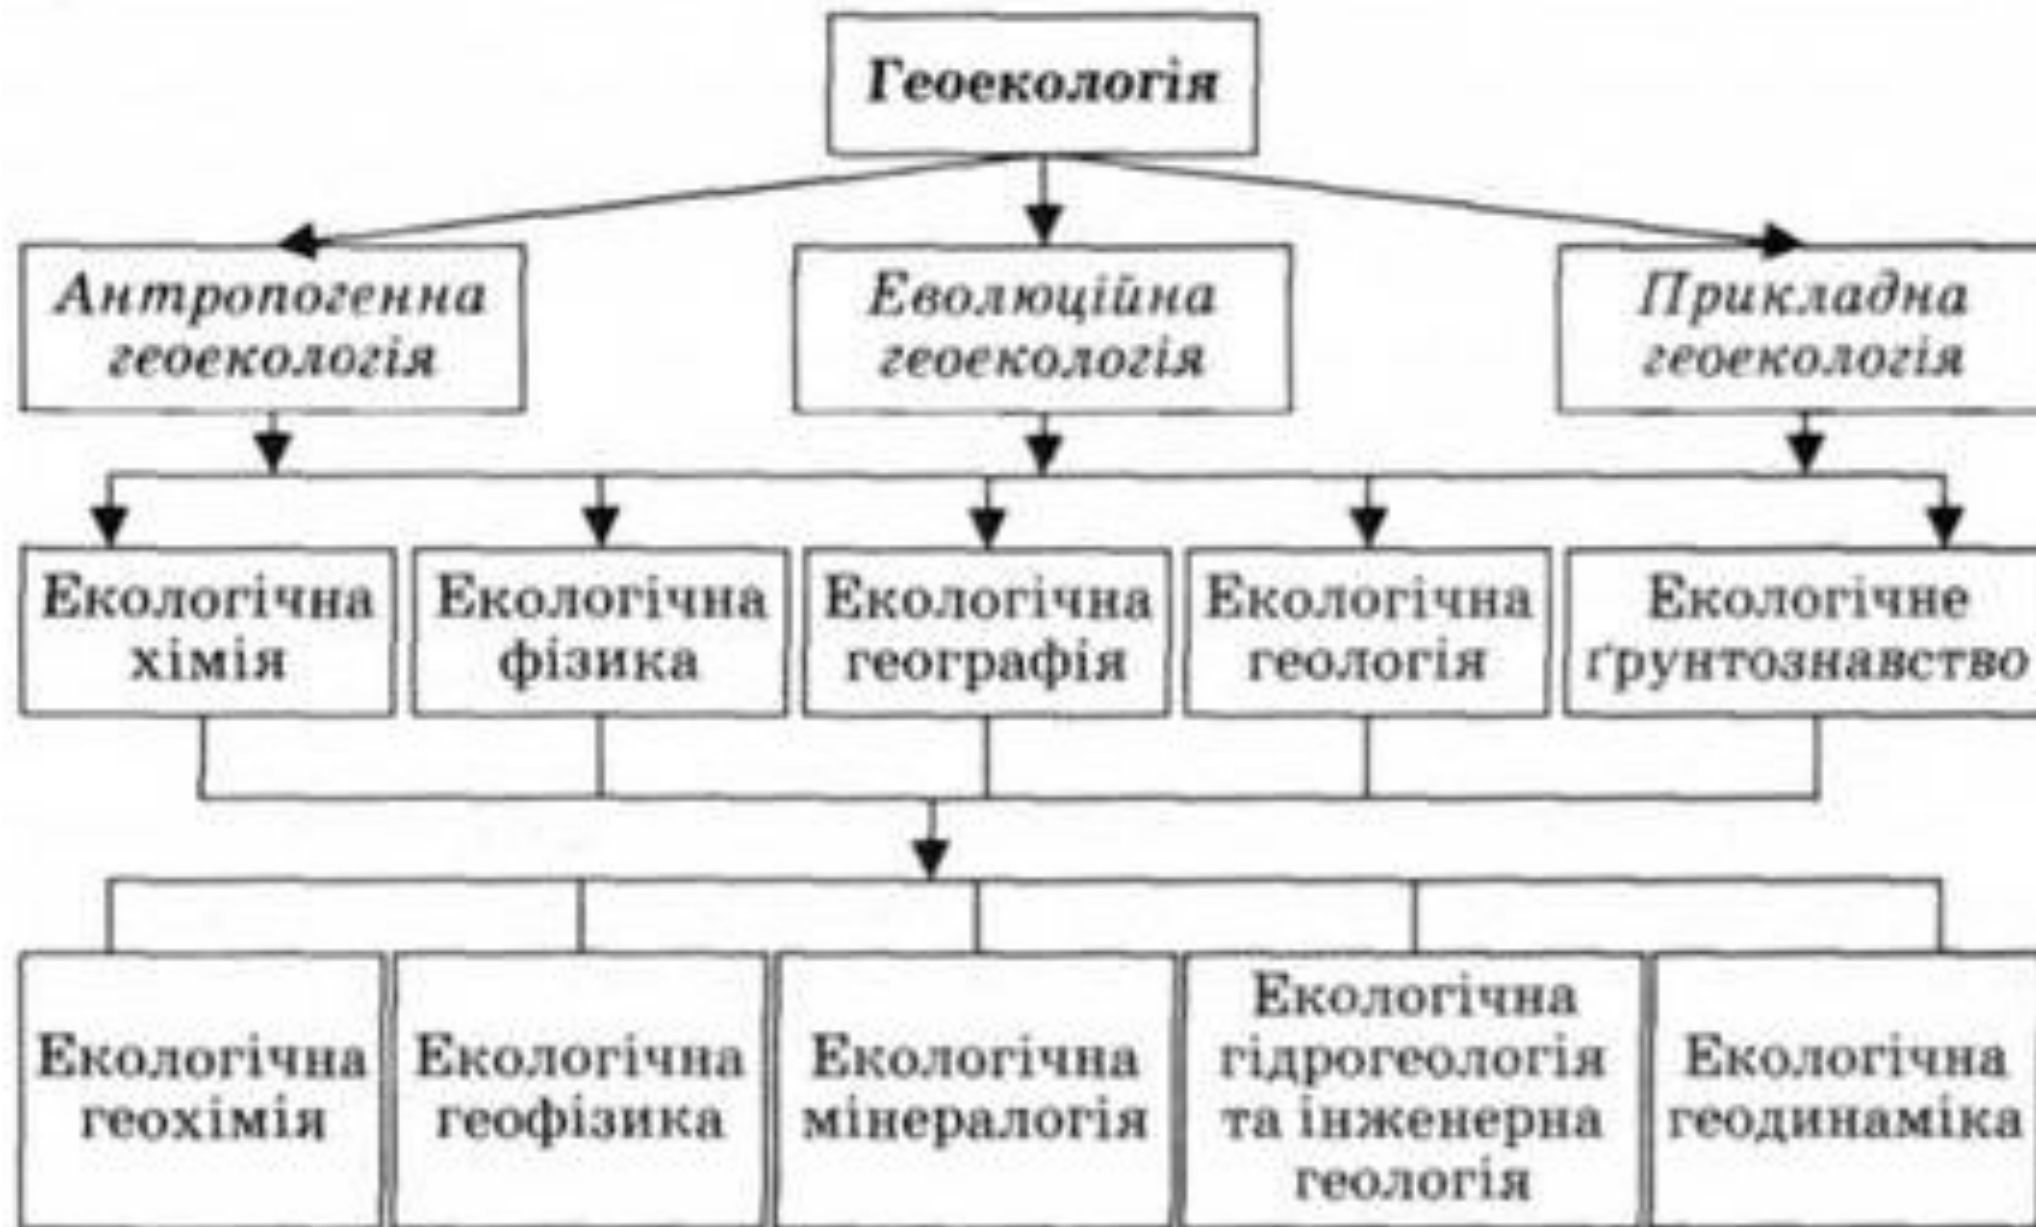 Геоекологія
Антропогенна
геоекологія
Еволюційна
геоекологія
Прикладна
геоекологія
Екологічна
хімія
Екологічна
фізика
Екологічна
географія
Екологічна
геологія
Екологічне
ґрунтознавство
Екологічна
геохімія
Екологічна
геофізика
Екологічна
мінералогія
Екологічна
гідрогеологія
та інженерна
геологія
Екологічна
геодинаміка